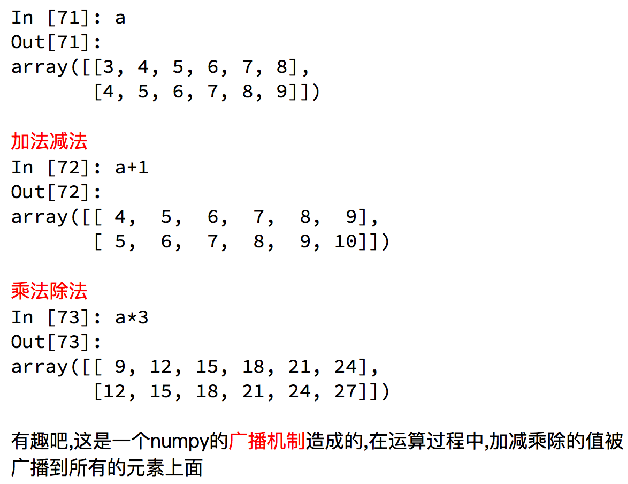 In [71]: a
Out[71]:
array([[3, 4, 5, 6, 7, 8],
       [4, 5, 6, 7, 8, 9]])
加法减法
In [72]: a+1
Out[72]:
array([[ 4,  5,  6,  7,  8,  9],
       [ 5,  6,  7,  8,  9, 10]])
乘法除法
In [73]: a*3
Out[73]:
array([[ 9, 12, 15, 18, 21, 24],
       [12, 15, 18, 21, 24, 27]])
有趣吧,这是一个numpy的广播机制造成的,在运算过程中,加减乘除的值被
广播到所有的元素上面